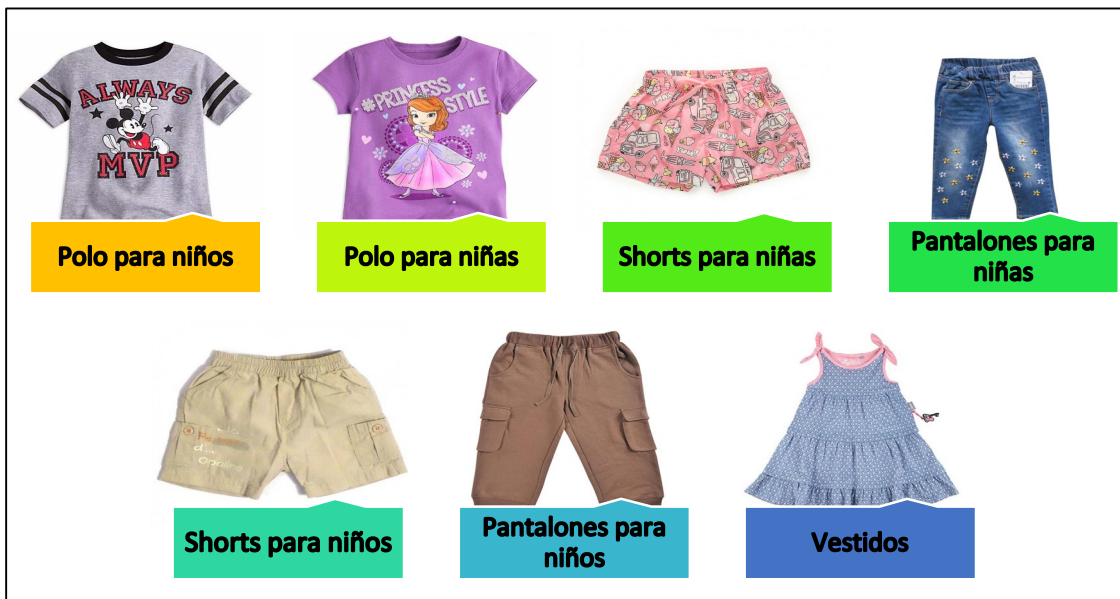 ALWAYS
MVP
#PRINCESS
STYLE
Polo para niños
Polo para niñas
Shorts para niñas
Pantalones para
niñas
Shorts para niños
Pantalones para
niños
Vestidos